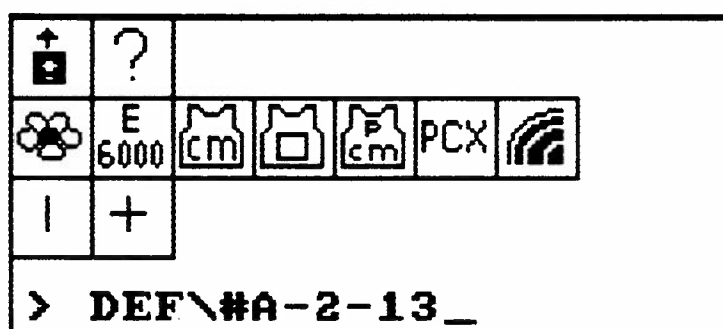 ?
E
6000 cm P
cm PCX
| +
> DEF\#A-2-13_